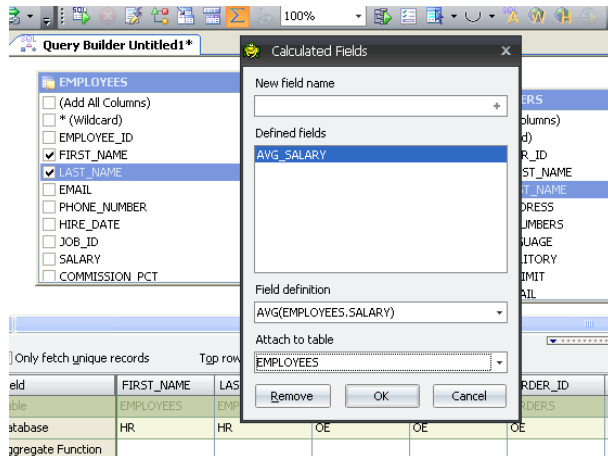 100%
SQL
Query Builder Untitled1*
Calculated Fields
x
EMPLOYEES
(Add All Columns)
* (Wildcard)
EMPLOYEE_ID
FIRST_NAME
LAST_NAME
EMAIL
PHONE_NUMBER
HIRE_DATE
JOB_ID
SALARY
COMMISSION_PCT
New field name
+
Defined fields
AVG_SALARY
Field definition
AVG(EMPLOYEES.SALARY)
Attach to table
EMPLOYEES
Remove
OK
Cancel
ERS
olumns)
d)
R_ID
ST_NAME
T_NAME
DRESS
UMBERS
UAGE
ITORY
IMIT
AIL
Only fetch unique records
Top row
eld FIRST_NAME LAS RDER_ID
ble EMPLOYEES EMP RDERS
atabase HR HR OE OE OE
ggregate Function